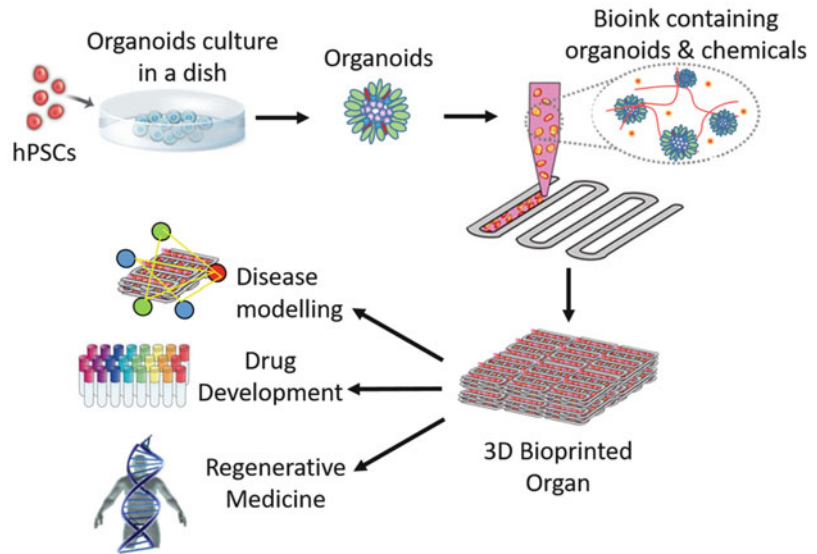 Organoids culture
in a dish
hPSCs
Organoids
Bioink containing
organoids & chemicals
Disease
modelling
Drug
Development
Regenerative
Medicine
3D Bioprinted
Organ